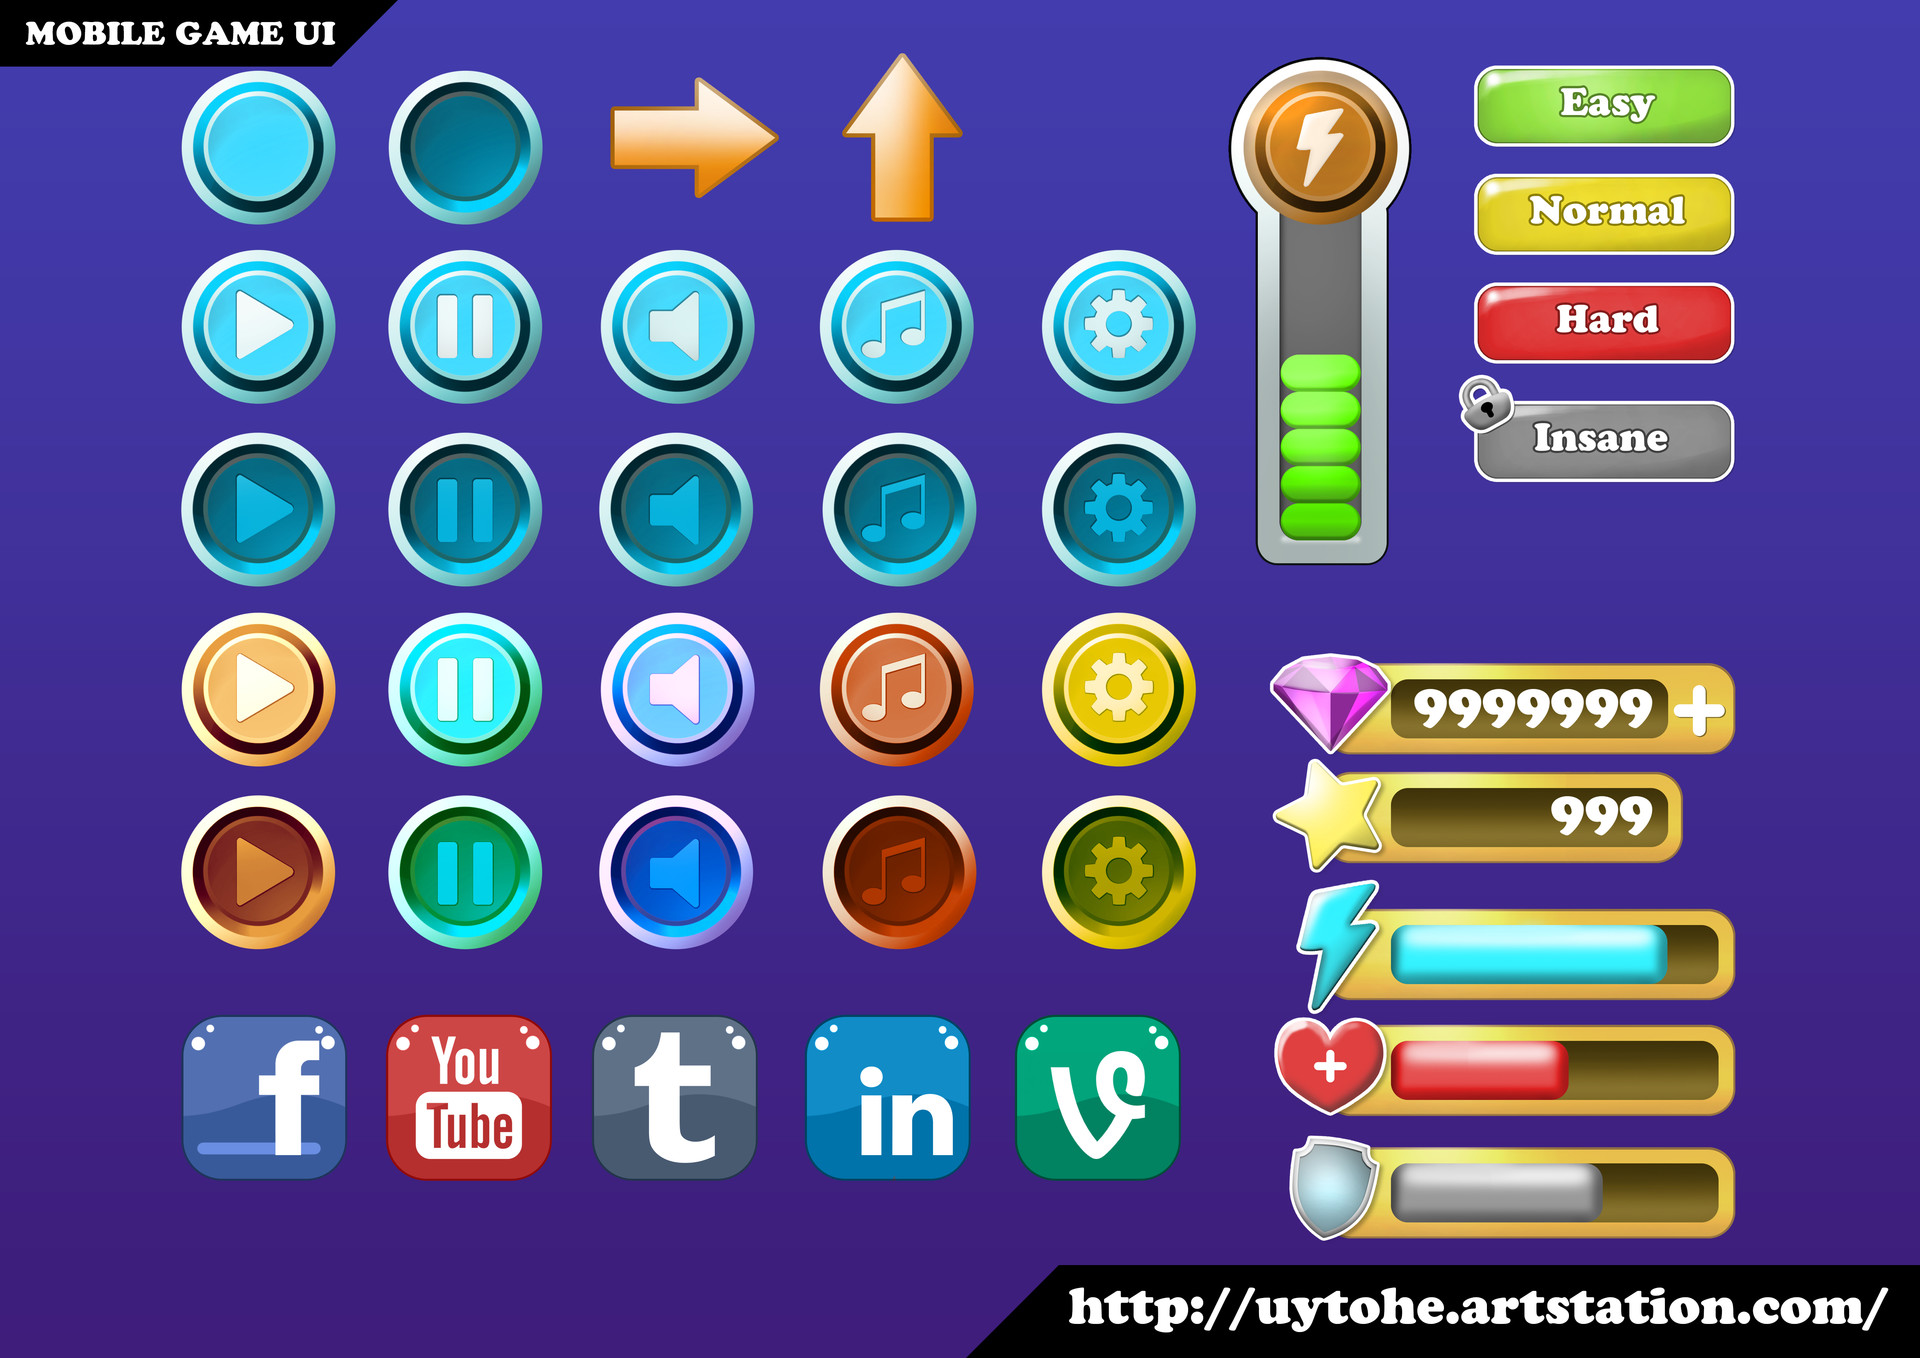 MOBILE GAME UI
Easy
Normal
Hard
Insane
9999999
999
f
You
Tube
t
in
http://uytohe.artstation.com/